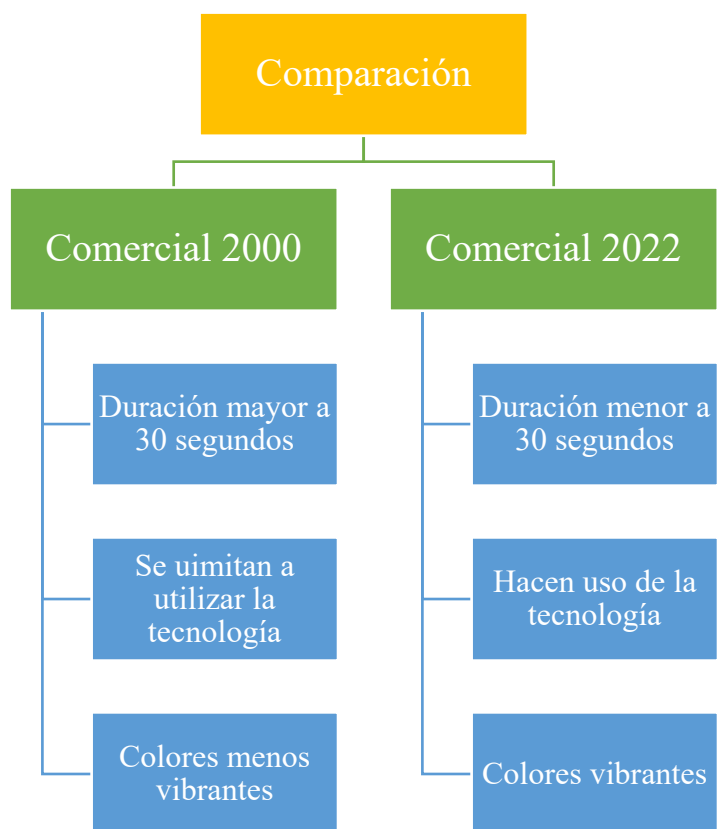 Comparación
Comercial 2000
Comercial 2022
Duración mayor a
30 segundos
Se uimitan a
utilizar la
tecnología
Colores menos
vibrantes
Duración menor a
30 segundos
Hacen uso de la
tecnología
Colores vibrantes